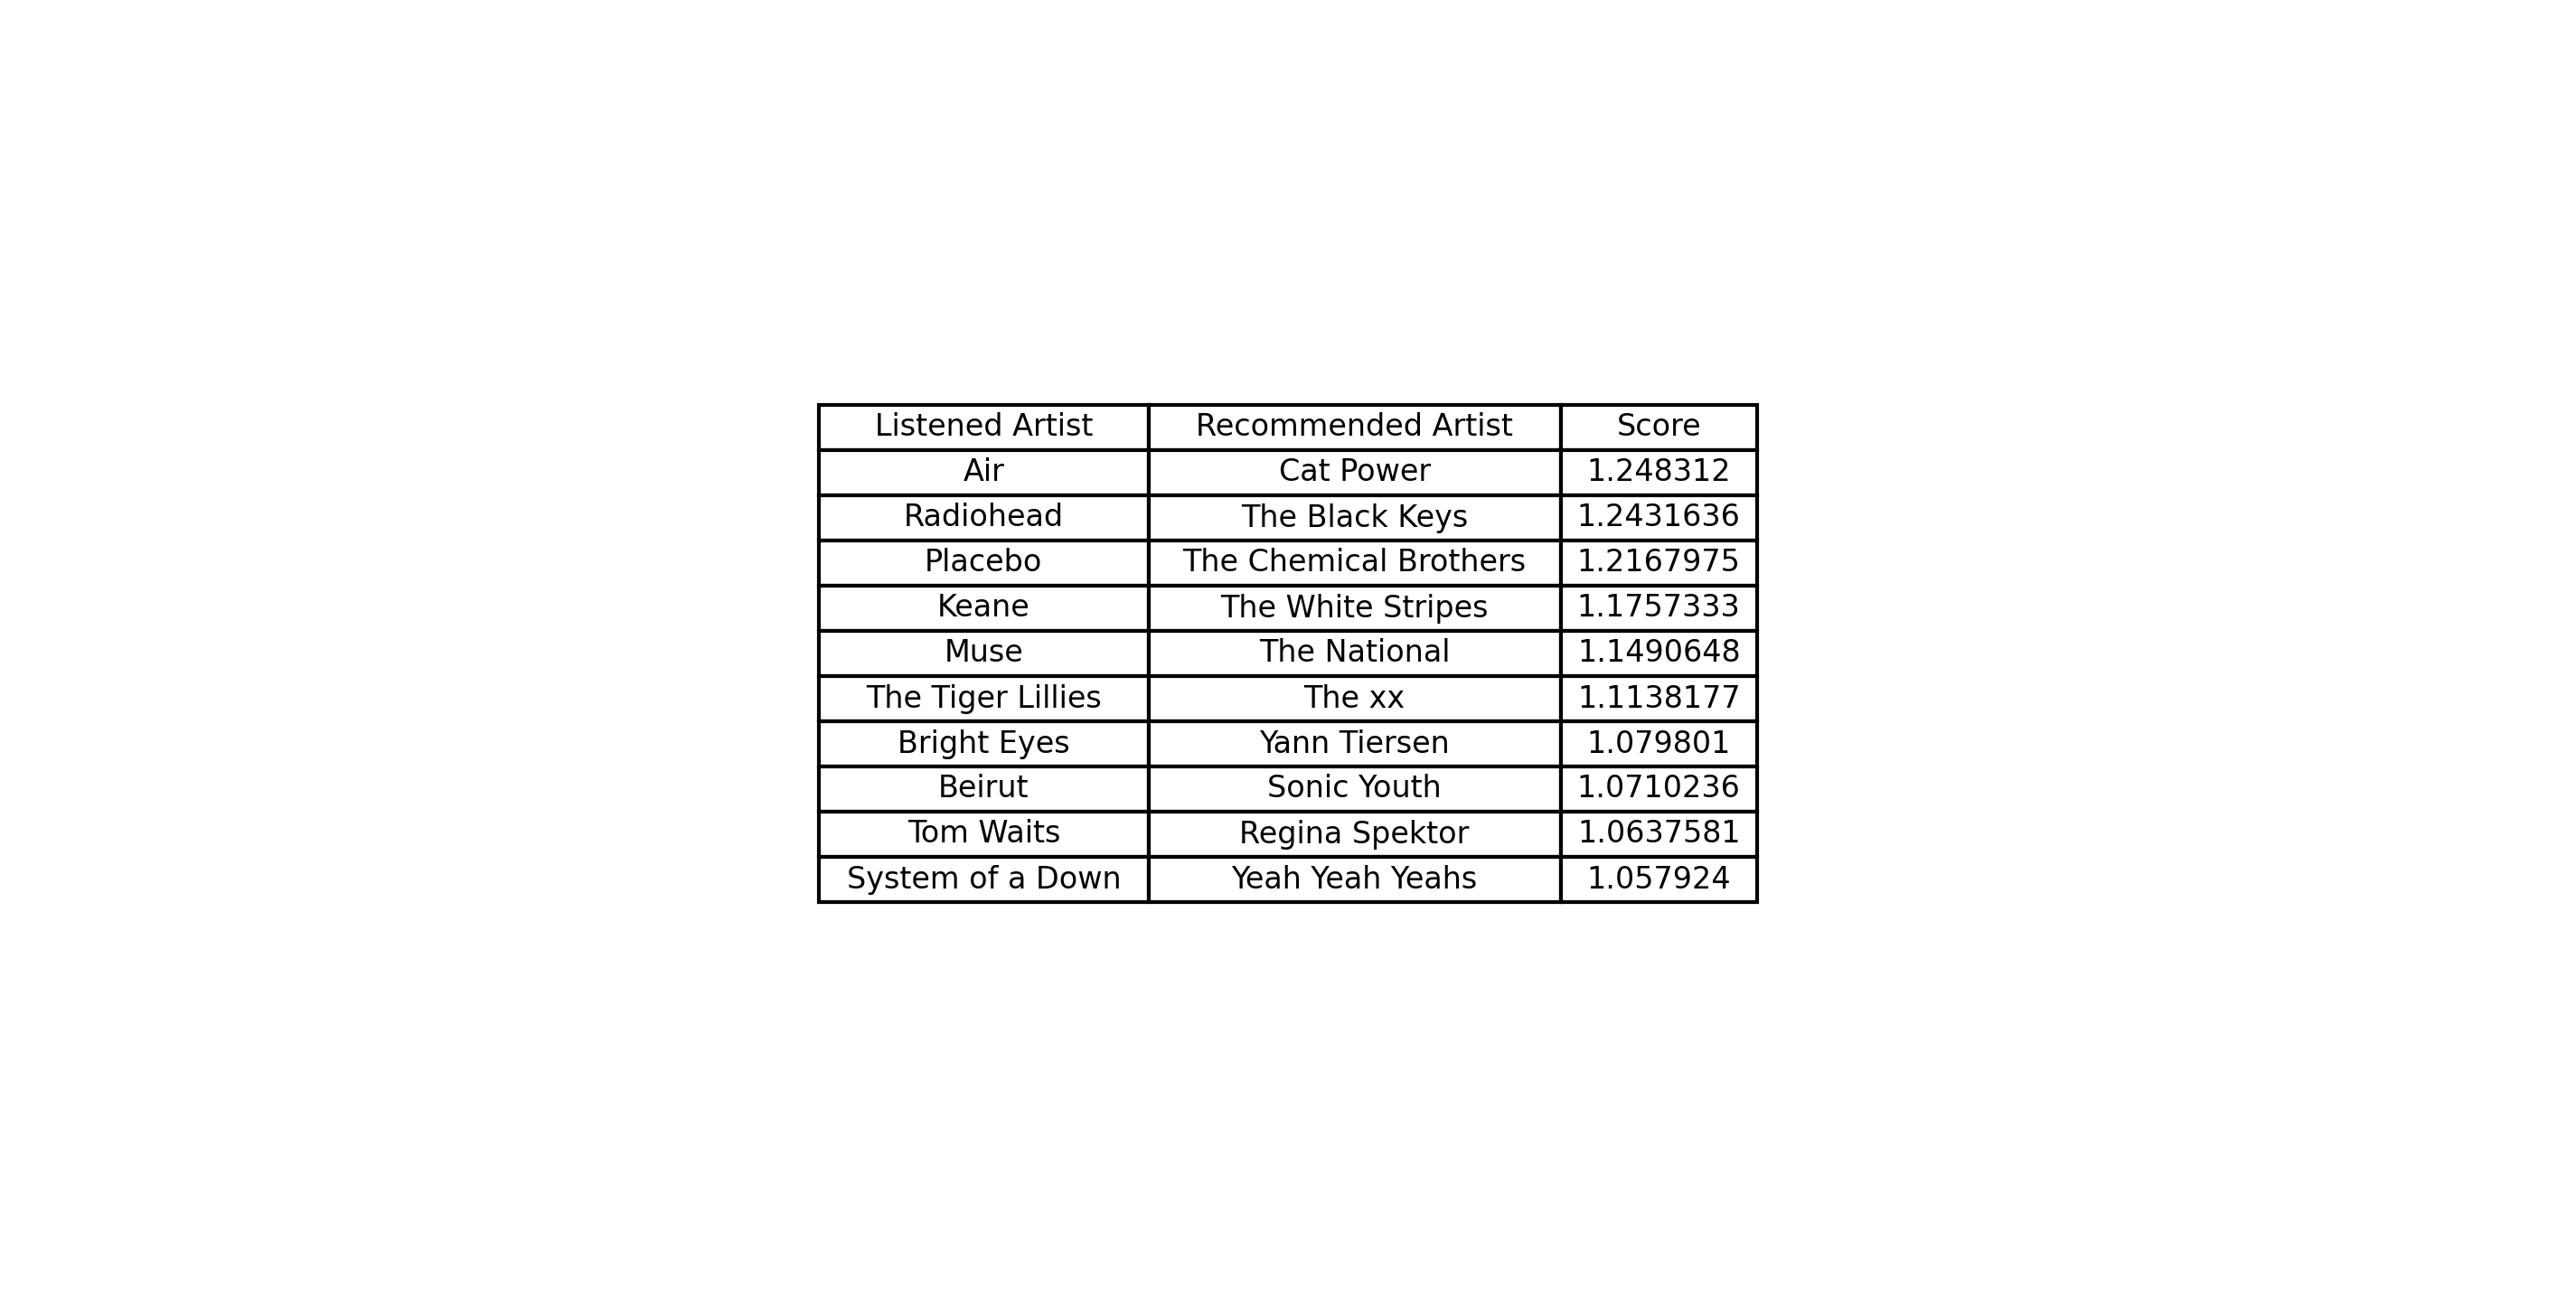 Listened Artist Recommended Artist Score
Air Cat Power 1.248312
Radiohead The Black Keys 1.2431636
Placebo The Chemical Brothers 1.2167975
Keane The White Stripes 1.1757333
Muse The National 1.1490648
The Tiger Lillies The xx 1.1138177
Bright Eyes Yann Tiersen 1.079801
Beirut Sonic Youth 1.0710236
Tom Waits Regina Spektor 1.0637581
System of a Down Yeah Yeah Yeahs 1.057924